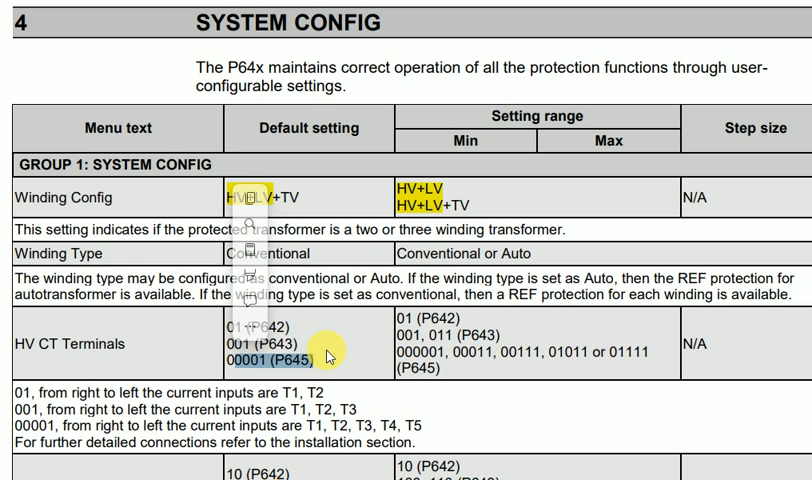 4 SYSTEM CONFIG
The P64x maintains correct operation of all the protection functions through user-
configurable settings.
Menu text Default setting Setting range Step size
Min Max
GROUP 1: SYSTEM CONFIG
Winding Config HV+LV+TV HV+LV N/A
HV+LV+TV
This setting indicates if the protected transformer is a two or three winding transformer.
Winding Type Conventional Conventional or Auto
The winding type may be configured as conventional or Auto. If the winding type is set as Auto, then the REF protection for
autotransformer is available. If the winding type is set as conventional, then a REF protection for each winding is available.
HV CT Terminals 01 (P642) 01 (P642) N/A
001 (P643) 001, 011 (P643)
00001 (P645) 000001, 00011, 00111, 01011 or 01111
(P645)
01, from right to left the current inputs are T1, T2
001, from right to left the current inputs are T1, T2, T3
00001, from right to left the current inputs are T1, T2, T3, T4, T5
For further detailed connections refer to the installation section.
10 (P642) 10 (P642)